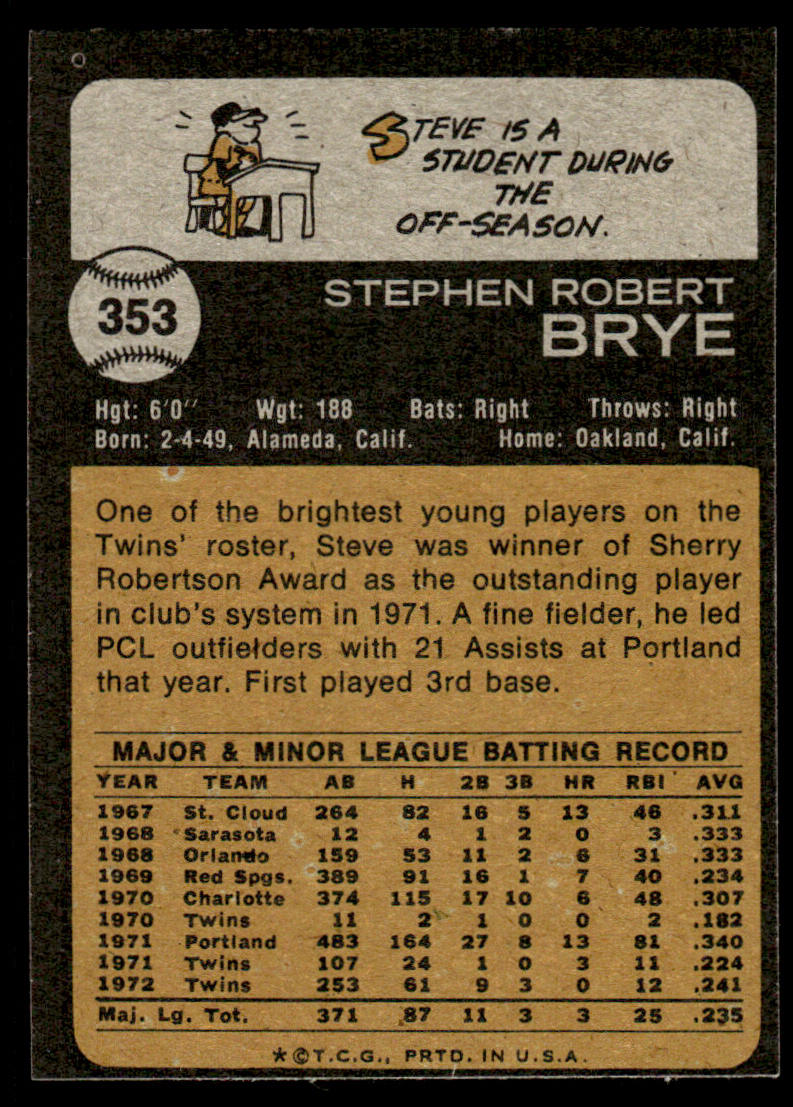 STEVE IS A
STUDENT DURING
THE
OFF-SEASON.
353
STEPHEN ROBERT
BRYE
Hgt: 6'0" Wgt: 188 Bats: Right Throws: Right
Born: 2-4-49, Alameda, Calif. Home: Oakland, Calif.
One of the brightest young players on the
Twins' roster, Steve was winner of Sherry
Robertson Award as the outstanding player
in club's system in 1971. A fine fielder, he led
PCL outfielders with 21 Assists at Portland
that year. First played 3rd base.
MAJOR & MINOR LEAGUE BATTING RECORD
YEAR TEAM AB H 2B 3B HR RBI AVG
1967 St. Cloud 264 82 16 5 13 46 .311
1968 Sarasota 12 4 1 2 0 3 .333
1968 Orlando 159 53 11 2 6 31 .333
1969 Red Spgs. 389 91 16 1 7 40 .234
1970 Charlotte 374 115 17 10 6 48 .307
1970 Twins 11 2 1 0 0 2 .182
1971 Portland 483 164 27 8 13 81 .340
1971 Twins 107 24 1 0 3 11 .224
1972 Twins 253 61 9 3 0 12 .241
Maj. Lg. Tot. 371 87 11 3 3 25 .235
*©T.C.G., PRTD. IN U.S.A.